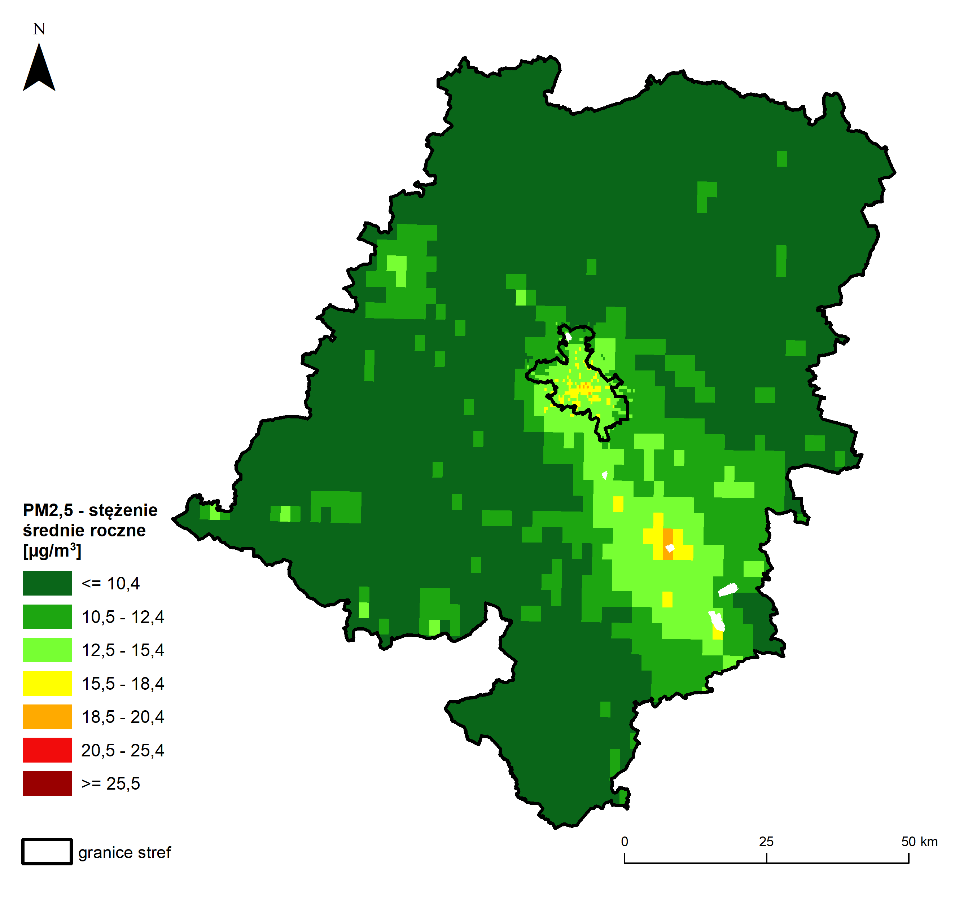 N
PM2,5 - stężenie
średnie roczne
[µg/m³]
<= 10,4
10,5 - 12,4
12,5 - 15,4
15,5 - 18,4
18,5 - 20,4
20,5 - 25,4
>= 25,5
granice stref
0 25 50 km